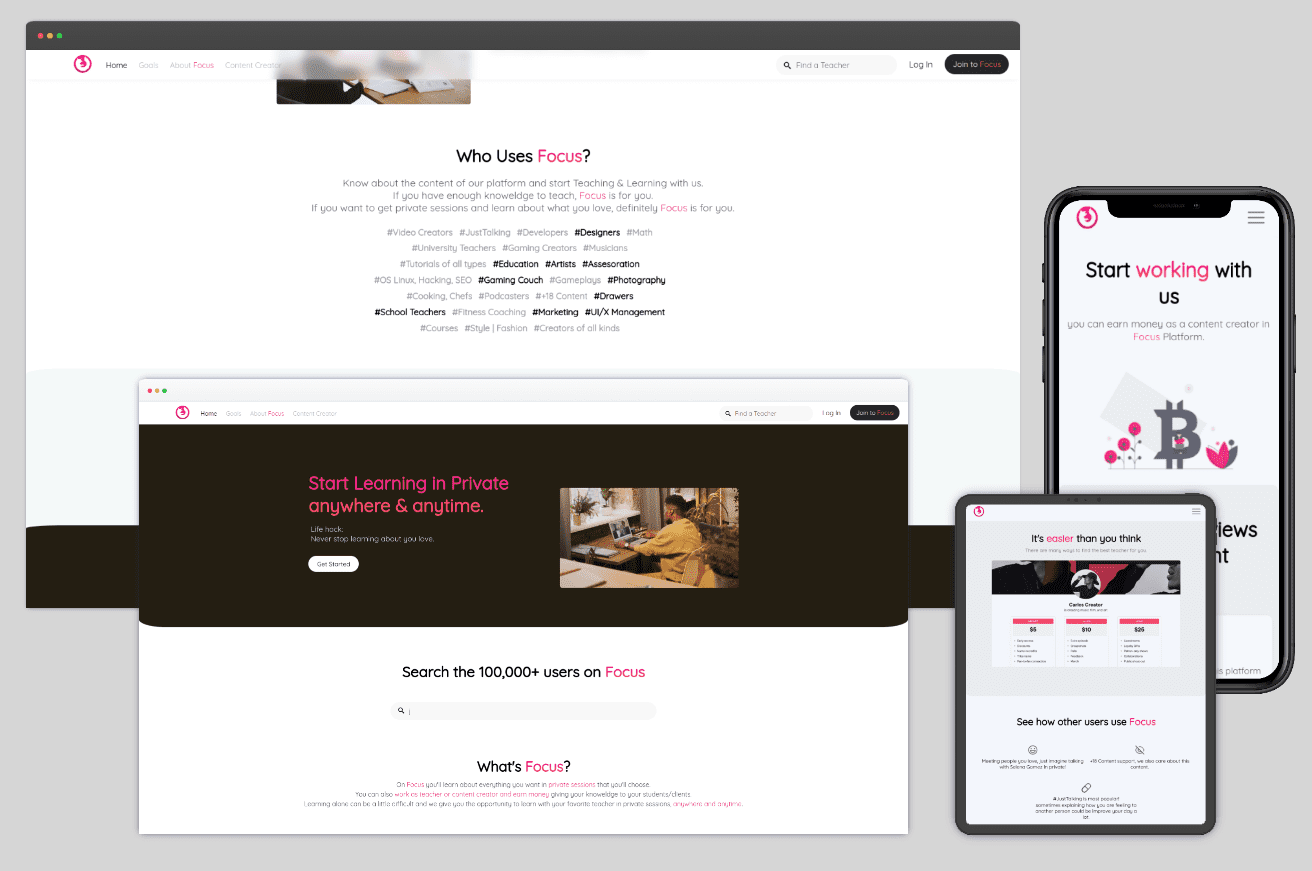 Home Goals About Focus Content Creator
Find a Teacher
Log In
Join to Focus
Who Uses Focus?
Know about the content of our platform and start Teaching & Learning with us.
If you have enough knoweldge to teach, Focus is for you.
If you want to get private sessions and learn about what you love, definitely Focus is for you.
#Video Creators #JustTalking #Developers #Designers #Math
#University Teachers #Gaming Creators #Musicians
#Tutorials of all types #Education #Artists #Assesoration
#OS Linux, Hacking, SEO #Gaming Couch #Gameplays #Photography
#Cooking, Chefs #Podcasters #+18 Content #Drawers
#School Teachers #Fitness Coaching #Marketing #UI/X Management
#Courses #Style | Fashion #Creators of all kinds
Home Goals About Focus Content Creator
Find a Teacher
Log In
Join to Focus
Start Learning in Private
anywhere & anytime.
Life hack:
Never stop learning about you love.
Get Started
Search the 100,000+ users on Focus
What's Focus?
On Focus you'll learn about everything you want in private sessions that you'll choose.
You can also work as teacher or content creator and earn money giving your knoweldge to your students/clients.
Learning alone can be a little difficult and we give you the opportunity to learn with your favorite teacher in private sessions, anywhere and anytime.
Start working with
us
you can earn money as a content creator in
Focus Platform.
iews
nt
is platform
It's easier than you think
There are many ways to find the best teacher for you
Carlos Creator
$5
$10
$25
See how other users use Focus
Meeting people you love, just imagine talking
with Selena Gomez in private!
+18 Content support, we also care about this
content.
#JustTalking is most popular!
sometimes explaining how you are feeling to
another person could be improve your day a
lot